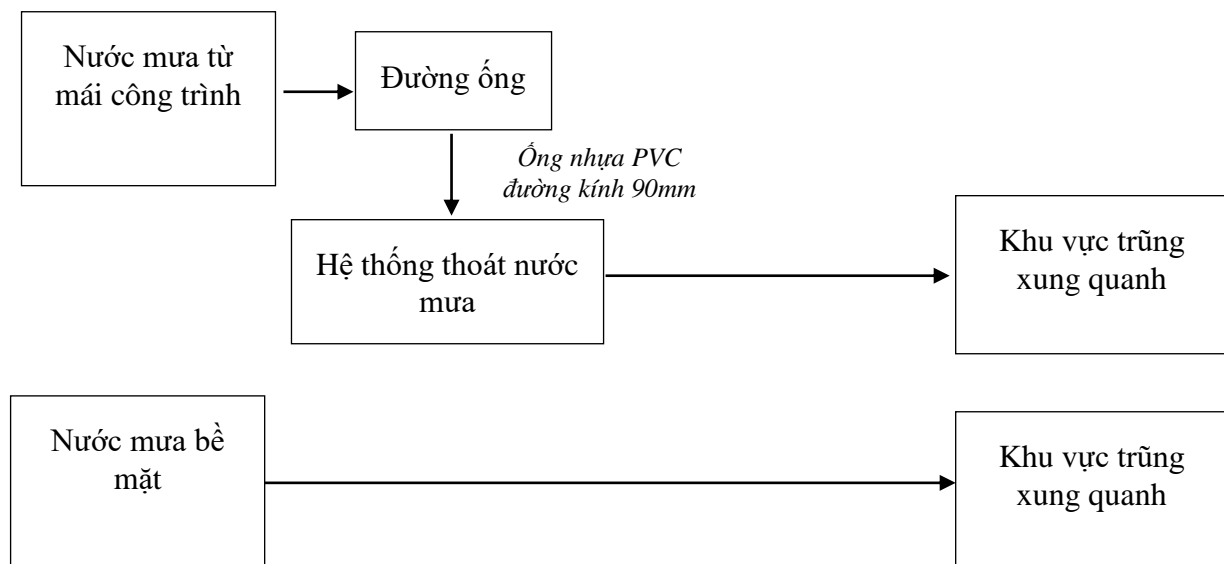 Nước mưa từ
mái công trình
Đường ống
Ống nhựa PVC
đường kính 90mm
Hệ thống thoát nước
mưa
Khu vực trũng
xung quanh
Nước mưa bề
mặt
Khu vực trũng
xung quanh